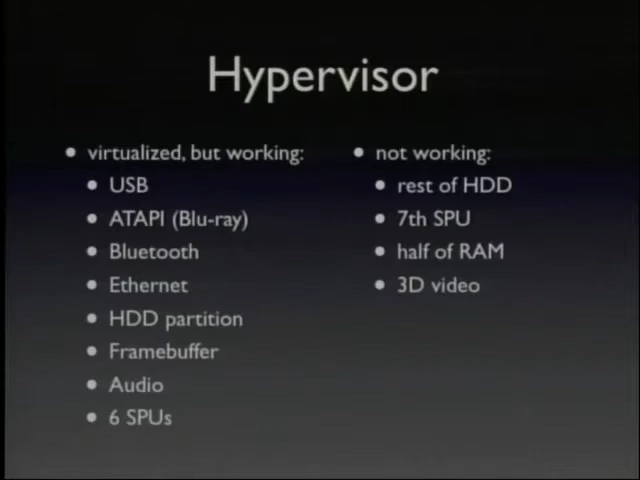 Hypervisor
• virtualized, but working:
• USB
• ATAPI (Blu-ray)
• Bluetooth
• Ethernet
• HDD partition
• Framebuffer
• Audio
• 6 SPUs
• not working:
• rest of HDD
• 7th SPU
• half of RAM
• 3D video